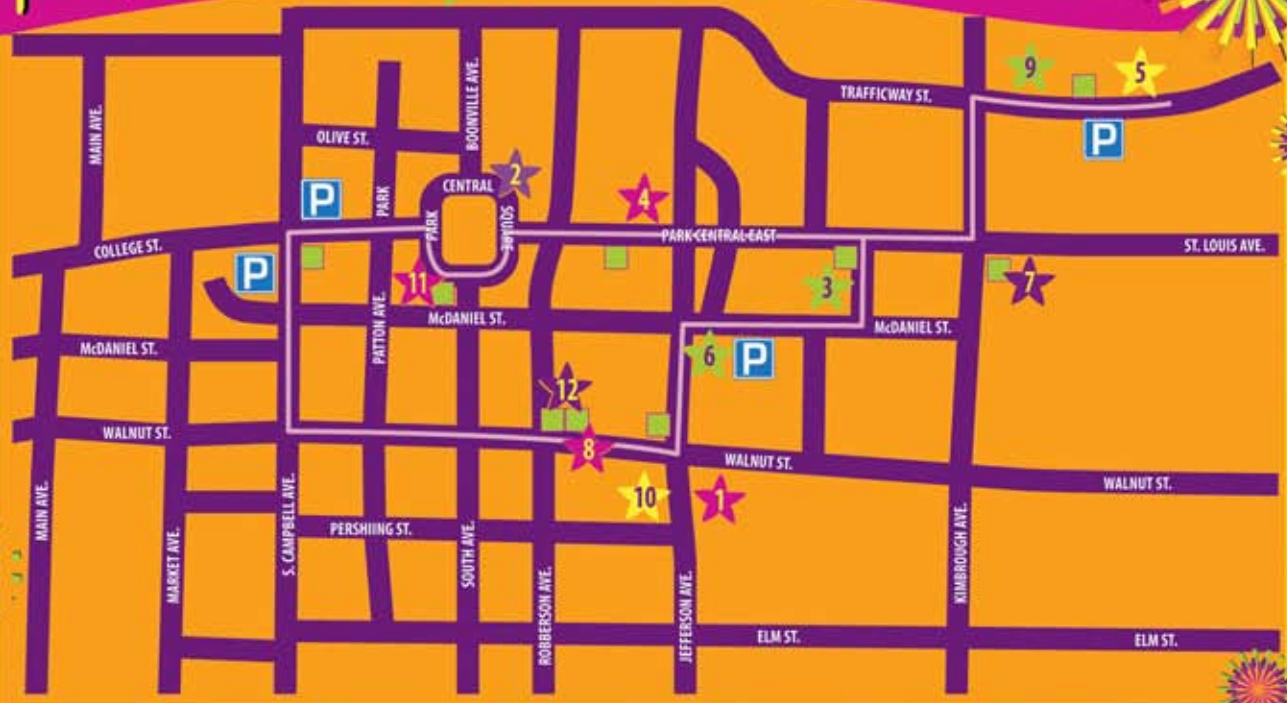 9
5
TRAFFICWAY ST.
P
MAIN AVE.
OLIVE ST.
BOONVILLE AVE.
2
CENTRAL
P
PARK
PARK
SQUARE
4
PARK CENTRAL EAST
ST. LOUIS AVE.
COLLEGE ST.
P
11
3
7
McDANIEL ST.
PATTON AVE.
McDANIEL ST.
McDANIEL ST.
6
P
12
WALNUT ST.
8
WALNUT ST.
WALNUT ST.
10
1
MAIN AVE.
MARKET AVE.
S. CAMPBELL AVE.
PERSHIING ST.
SOUTH AVE.
ROBBERSON AVE.
JEFFERSON AVE.
KIMBROUGH AVE.
ELM ST.
ELM ST.